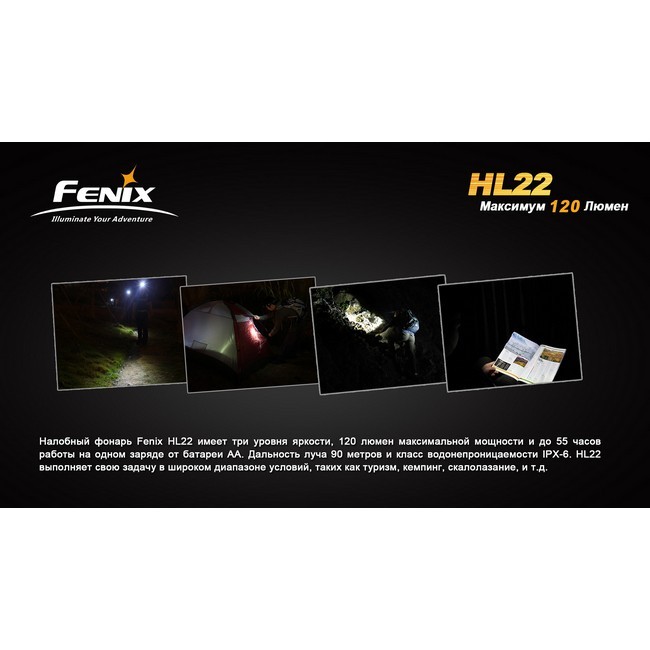 FENIX
Illuminate Your Adventure
HL22
Максимум 120 Люмен
Налобный фонарь Fenix HL22 имеет три уровня яркости, 120 люмен максимальной мощности и до 55 часов
работы на одном заряде от батареи АА. Дальность луча 90 метров и класс водонепроницаемости IPX-6. HL22
выполняет свою задачу в широком диапазоне условий, таких как туризм, кемпинг, скалолазание, и т.д.